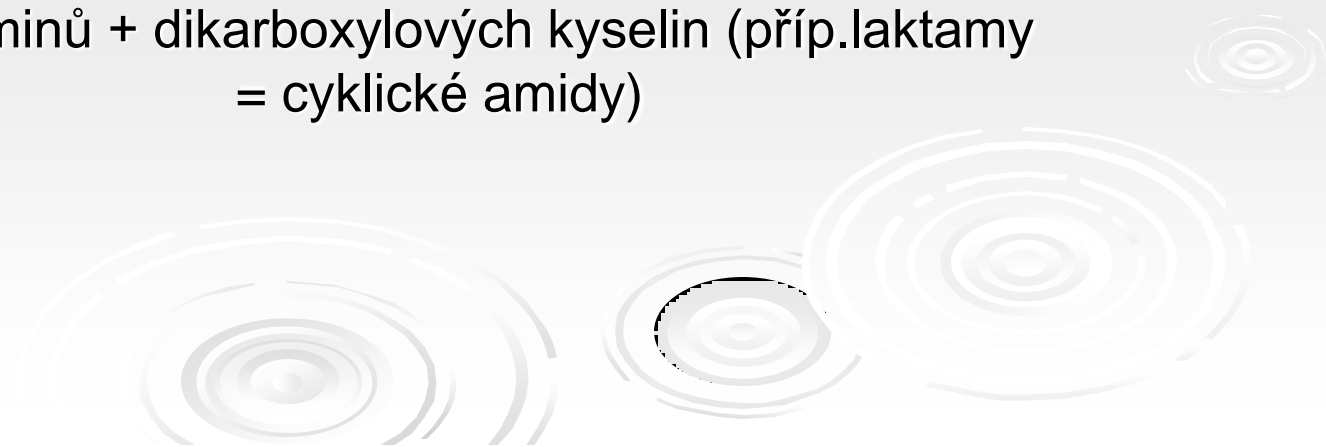 minů + dikarboxylových kyselin (příp.laktamy
= cyklické amidy)